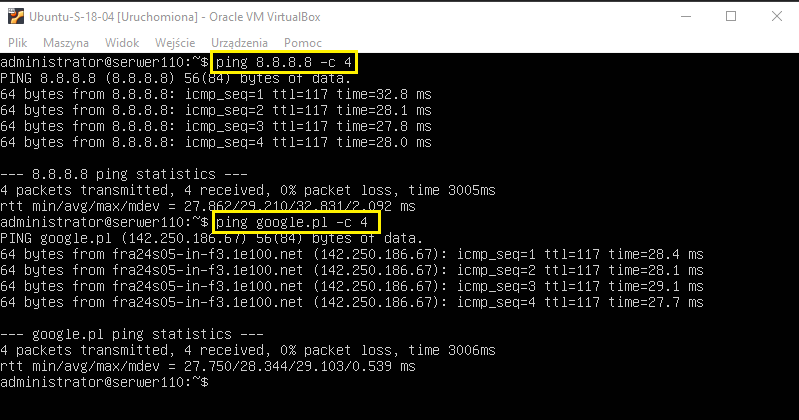 Ubuntu-S-18-04 [Uruchomiona] - Oracle VM VirtualBox
Plik Maszyna Widok Wejście Urządzenia Pomoc
administrator@serwer110:~$ ping 8.8.8.8 -c 4
PING 8.8.8.8 (8.8.8.8) 56(84) bytes of data.
64 bytes from 8.8.8.8: icmp_seq=1 ttl=117 time=32.8 ms
64 bytes from 8.8.8.8: icmp_seq=2 ttl=117 time=28.1 ms
64 bytes from 8.8.8.8: icmp_seq=3 ttl=117 time=27.8 ms
64 bytes from 8.8.8.8: icmp_seq=4 ttl=117 time=28.0 ms
--- 8.8.8.8 ping statistics ---
4 packets transmitted, 4 received, 0% packet loss, time 3005ms
rtt min/avg/max/mdev = 27.862/29.210/32.831/2.092 ms
administrator@serwer110:~$ ping google.pl -c 4
PING google.pl (142.250.186.67) 56(84) bytes of data.
64 bytes from fra24s05-in-f3.1e100.net (142.250.186.67): icmp_seq=1 ttl=117 time=28.4 ms
64 bytes from fra24s05-in-f3.1e100.net (142.250.186.67): icmp_seq=2 ttl=117 time=28.1 ms
64 bytes from fra24s05-in-f3.1e100.net (142.250.186.67): icmp_seq=3 ttl=117 time=29.1 ms
64 bytes from fra24s05-in-f3.1e100.net (142.250.186.67): icmp_seq=4 ttl=117 time=27.7 ms
--- google.pl ping statistics ---
4 packets transmitted, 4 received, 0% packet loss, time 3006ms
rtt min/avg/max/mdev = 27.750/28.344/29.103/0.539 ms
administrator@serwer110:~$